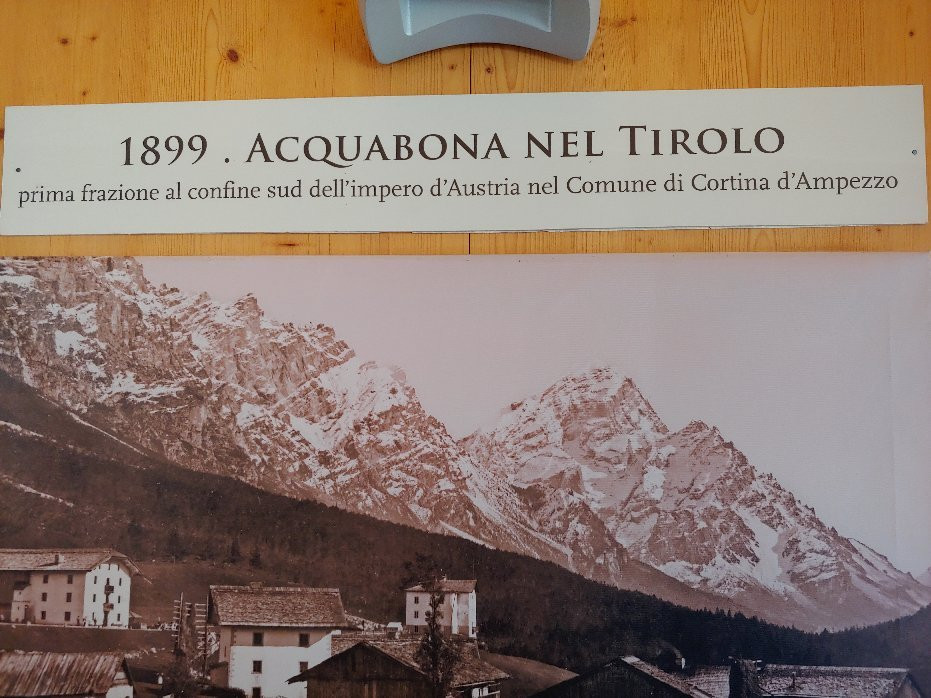 1899 . Acquabona nel Tirolo
prima frazione al confine sud dell'impero d'Austria nel Comune di Cortina d'Ampezzo